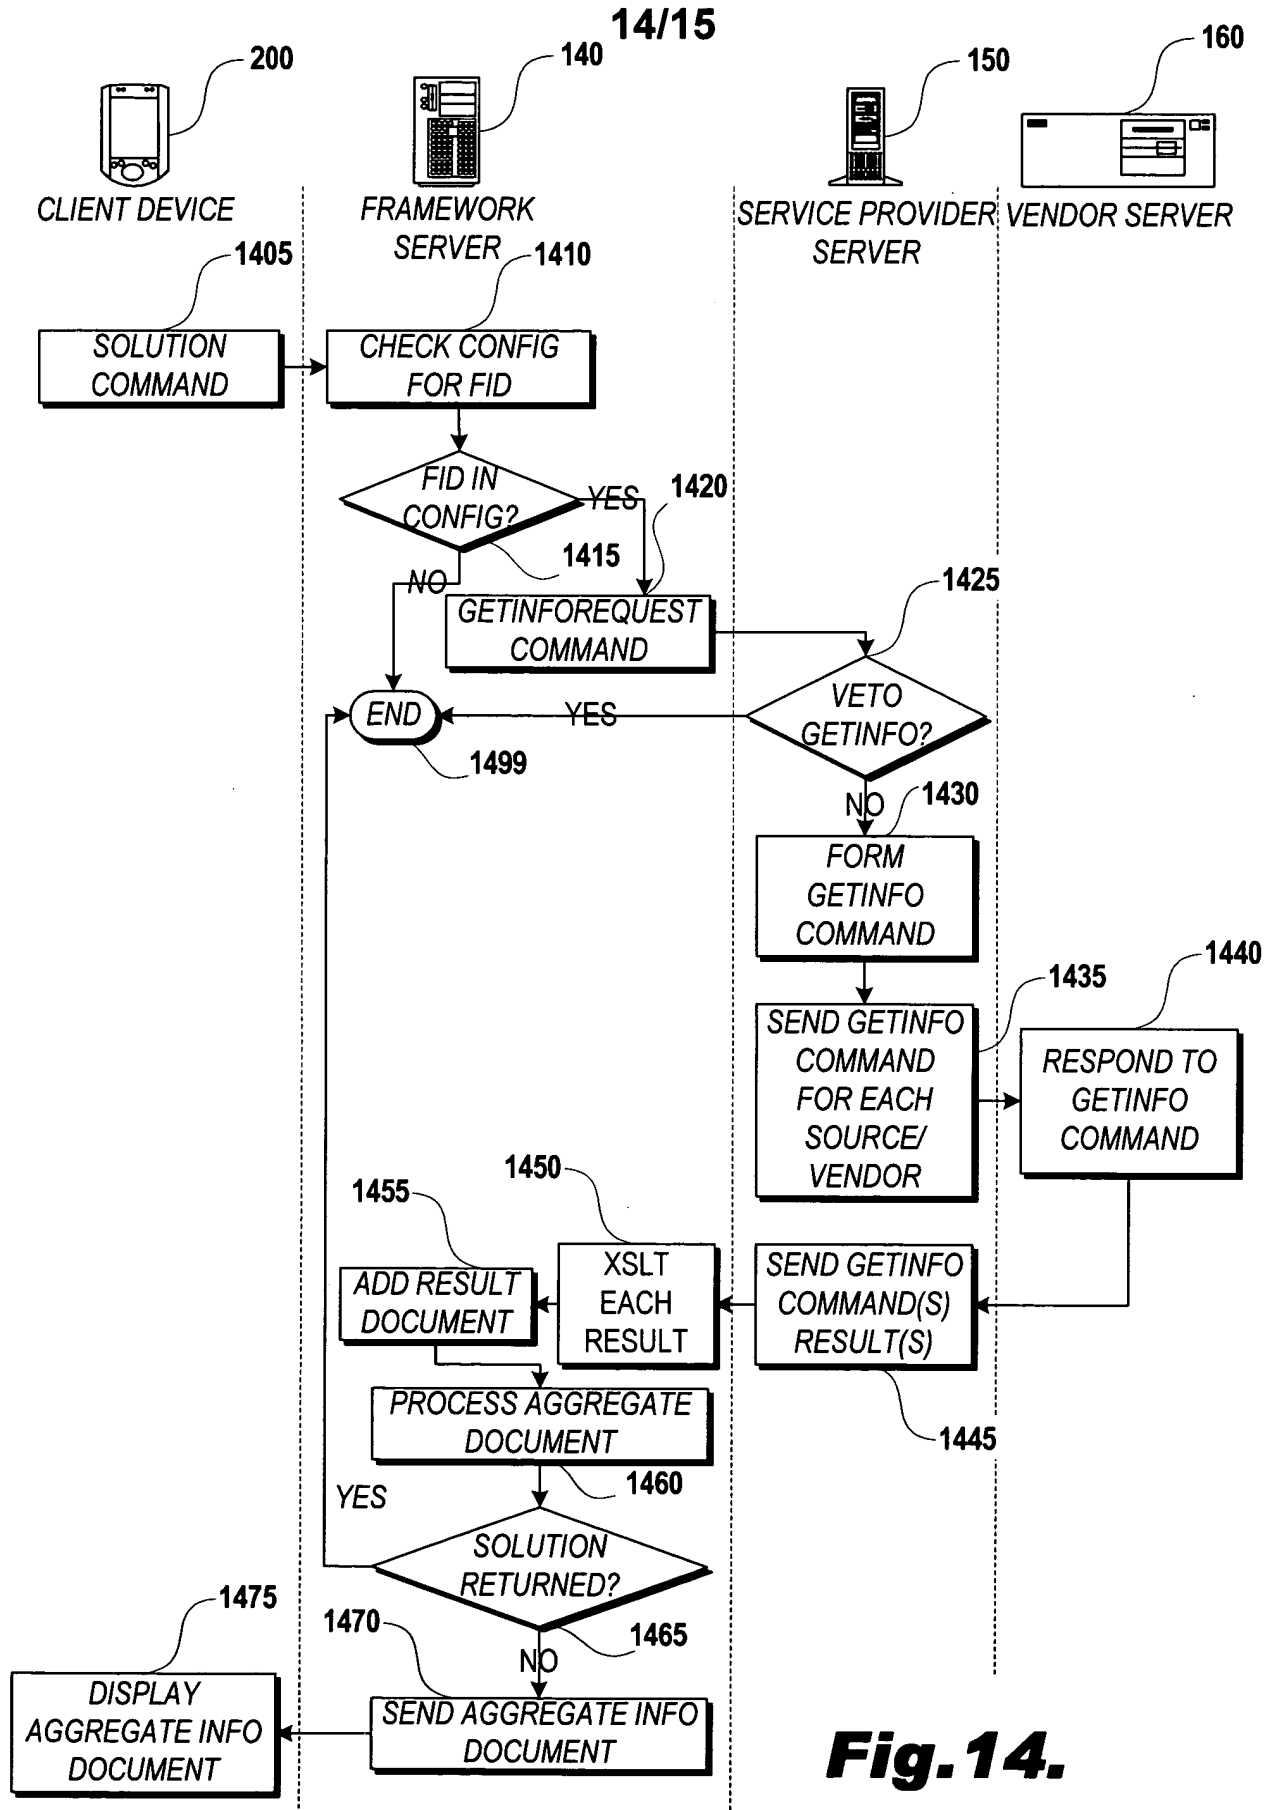 14/15
200
140
150
160
CLIENT DEVICE
FRAMEWORK
SERVER
SERVICE PROVIDER
SERVER
VENDOR SERVER
1405
1410
SOLUTION
COMMAND
CHECK CONFIG
FOR FID
FID IN
CONFIG?
YES
1420
1415
NO
GETINFOREQUEST
COMMAND
1425
VETO
GETINFO?
YES
END
1499
NO
1430
FORM
GETINFO
COMMAND
1435
1440
SEND GETINFO
COMMAND
FOR EACH
SOURCE/
VENDOR
RESPOND TO
GETINFO
COMMAND
1450
1455
ADD RESULT
DOCUMENT
XSLT
EACH
RESULT
SEND GETINFO
COMMAND(S)
RESULT(S)
1445
PROCESS AGGREGATE
DOCUMENT
1460
YES
SOLUTION
RETURNED?
1465
1470
NO
1475
DISPLAY
AGGREGATE INFO
DOCUMENT
SEND AGGREGATE INFO
DOCUMENT
Fig.14.